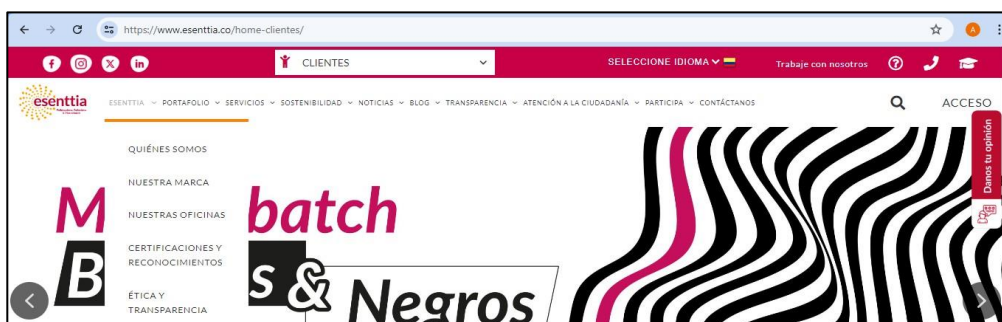 https://www.esenttia.co/home-clientes/
A
CLIENTES
SELECCIONE IDIOMA
Trabaje con nosotros
esenttia
ESENTTIA PORTAFOLIO SERVICIOS SOSTENIBILIDAD NOTICIAS BLOG TRANSPARENCIA ATENCIÓN A LA CIUDADANÍA PARTICIPA CONTÁCTANOS
ACCESO
Danos tu opinión
QUIÉNES SOMOS
NUESTRA MARCA
NUESTRAS OFICINAS
CERTIFICACIONES Y
RECONOCIMIENTOS
ÉTICA Y
TRANSPARENCIA
M batch
B s &
Negros